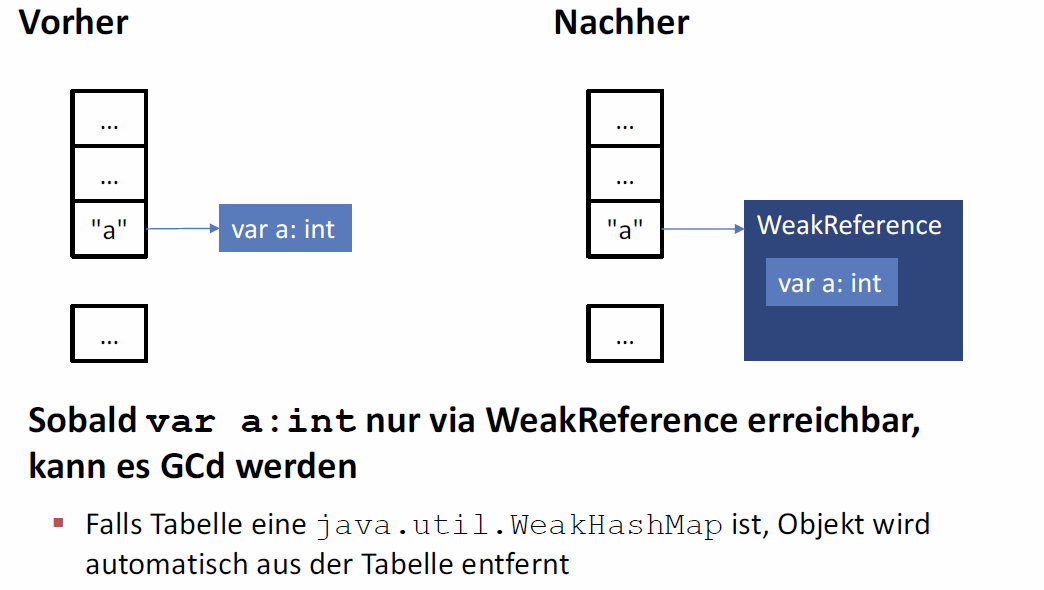 Vorher
Nachher
...
...
"a"
var a: int
...
...
...
"a"
WeakReference
var a: int
...
Sobald var a:int nur via WeakReference erreichbar,
kann es GCd werden
▪ Falls Tabelle eine java.util.WeakHashMap ist, Objekt wird
automatisch aus der Tabelle entfernt